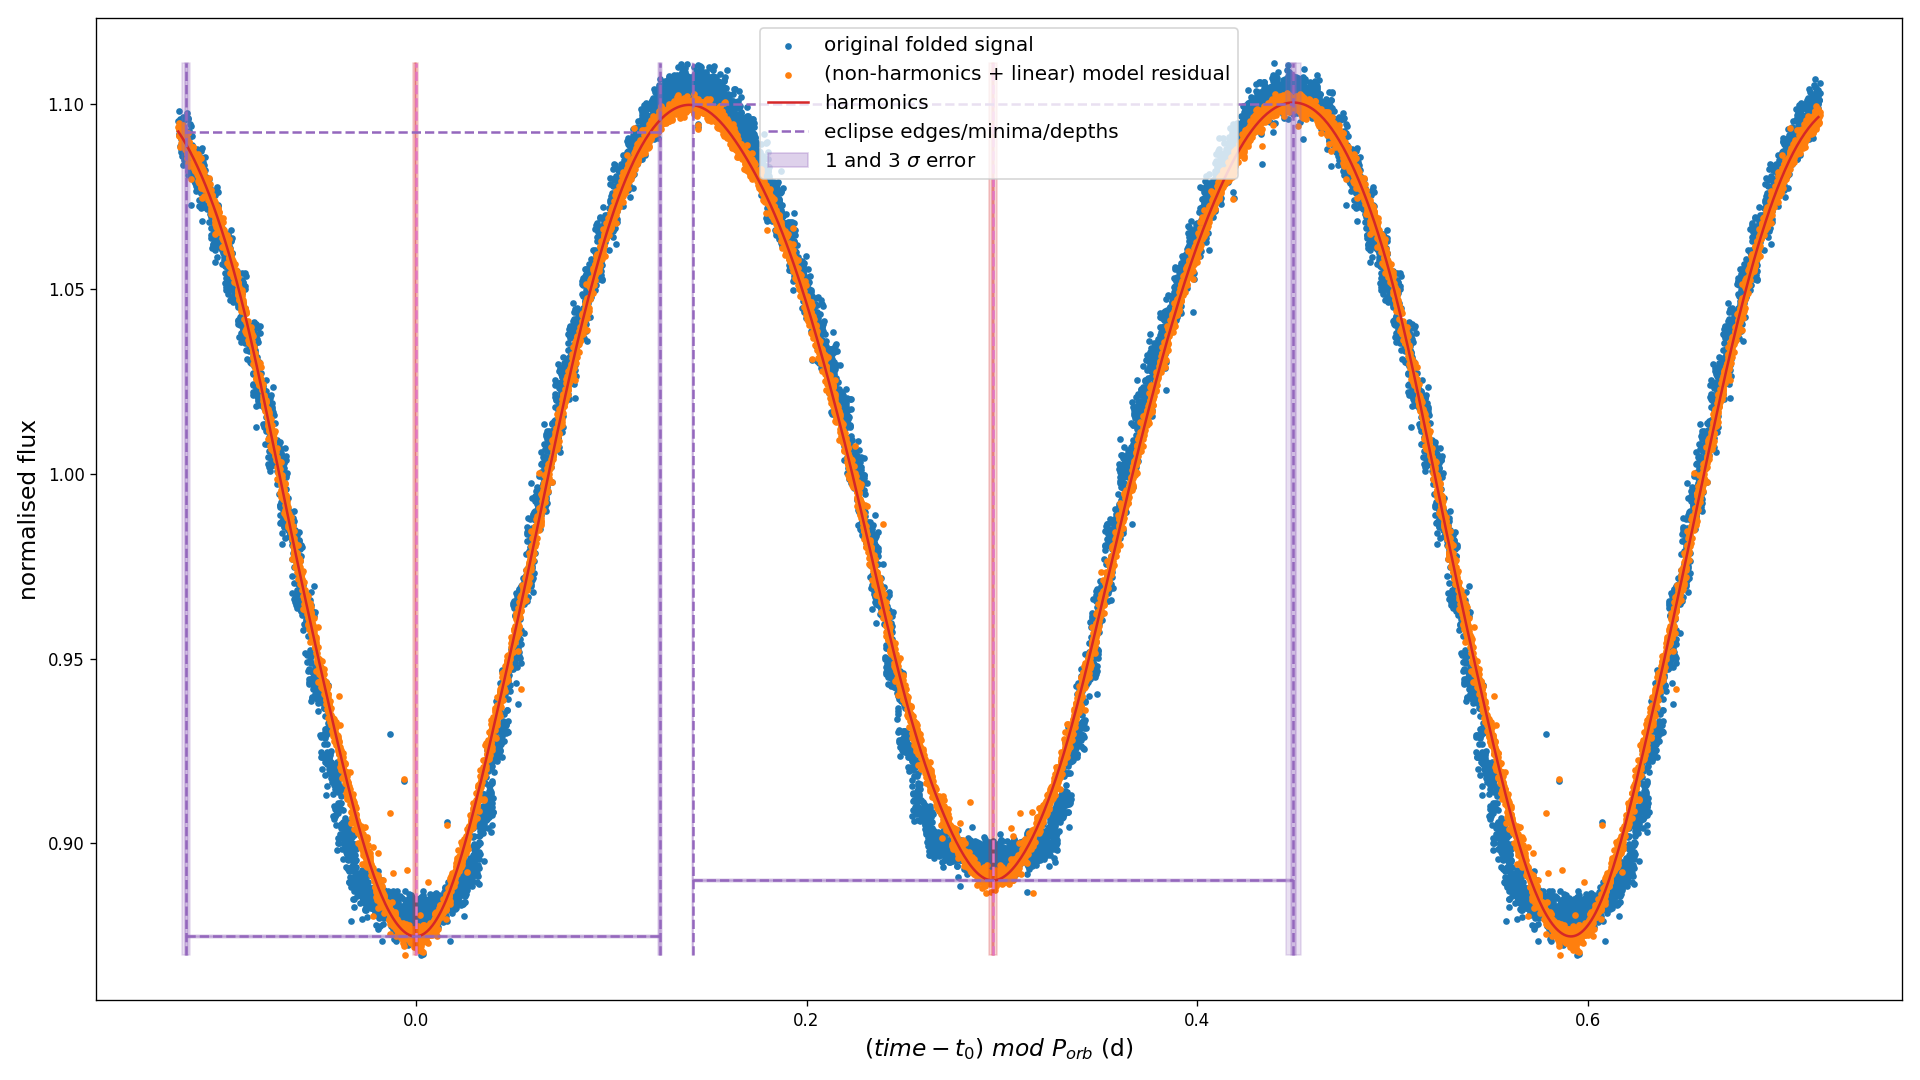 original folded signal
(non-harmonics + linear) model residual
harmonics
eclipse edges/minima/depths
1 and 3 σ error
normalised flux
1.10
1.05
1.00
0.95
0.90
0.0 0.2 0.4 0.6
(time − t₀) mod P_orb (d)